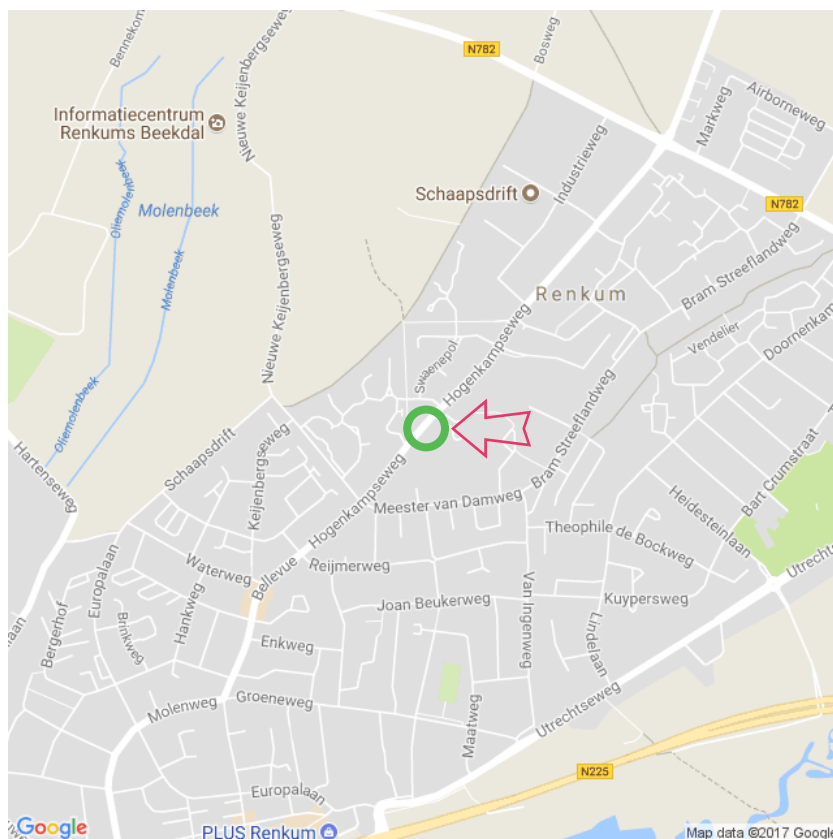 N782
Bosweg
Bennekom
Nieuwe Keijenbergseweg
Airborneweg
Markweg
Informatiecentrum
Renkums Beekdal
Industrieweg
Schaapsdrift
N782
Oliemolenbeek
Molenbeek
Molenbeek
Bram Streeflandweg
Nieuwe Keijenbergseweg
Renkum
Hogenkampseweg
Vendelier
Doornenkam
Swaenepol
Oliemolenbeek
Hartenseweg
Schaapsdrift
Keijenbergseweg
Hogenkampseweg
Bram Streeflandweg
Bart Crumstraat
Meester van Damweg
Heidesteinlaan
Theophile de Bockweg
Utrechts
Europalaan
Waterweg
Bellevue
Reijmerweg
Hankweg
Joan Beukerweg
Van Ingenweg
Kuypersweg
Lindelaan
Bergerhof
Brinkweg
Enkweg
laan
Molenweg
Groeneweg
Maatweg
Utrechtseweg
N225
Europalaan
Google
PLUS Renkum
Map data ©2017 Google